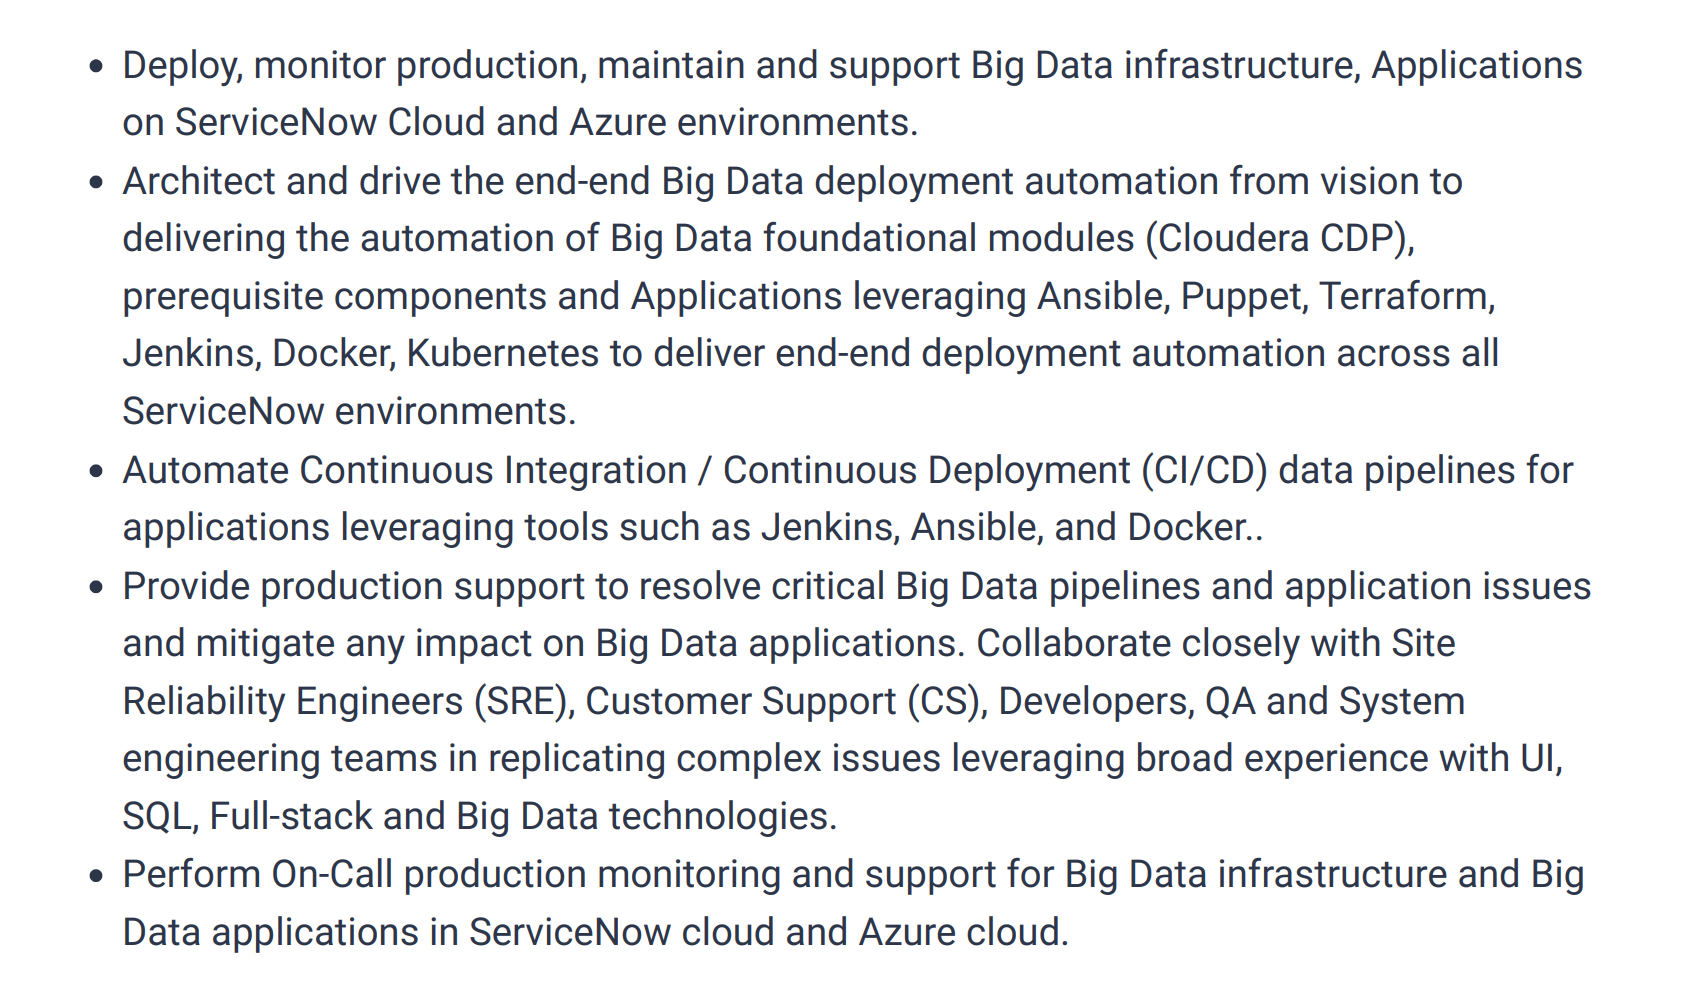 • Deploy, monitor production, maintain and support Big Data infrastructure, Applications
on ServiceNow Cloud and Azure environments.
• Architect and drive the end-end Big Data deployment automation from vision to
delivering the automation of Big Data foundational modules (Cloudera CDP),
prerequisite components and Applications leveraging Ansible, Puppet, Terraform,
Jenkins, Docker, Kubernetes to deliver end-end deployment automation across all
ServiceNow environments.
• Automate Continuous Integration / Continuous Deployment (CI/CD) data pipelines for
applications leveraging tools such as Jenkins, Ansible, and Docker..
• Provide production support to resolve critical Big Data pipelines and application issues
and mitigate any impact on Big Data applications. Collaborate closely with Site
Reliability Engineers (SRE), Customer Support (CS), Developers, QA and System
engineering teams in replicating complex issues leveraging broad experience with UI,
SQL, Full-stack and Big Data technologies.
• Perform On-Call production monitoring and support for Big Data infrastructure and Big
Data applications in ServiceNow cloud and Azure cloud.